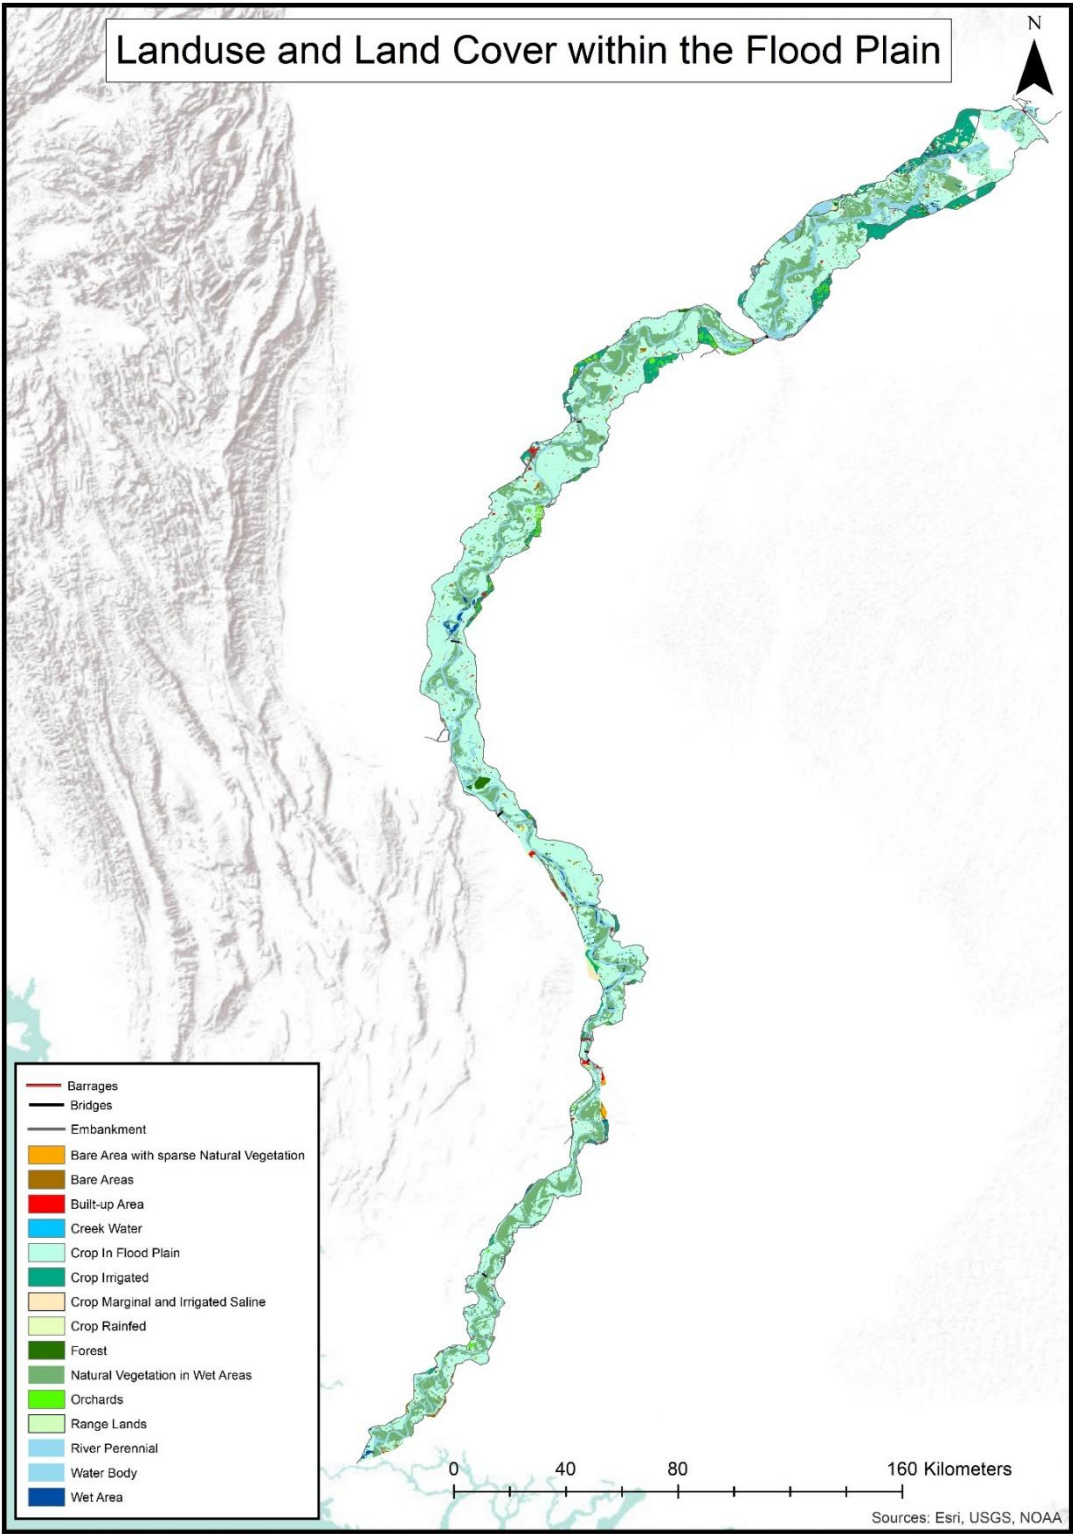 Landuse and Land Cover within the Flood Plain
N
Barrages
Bridges
Embankment
Bare Area with sparse Natural Vegetation
Bare Areas
Built-up Area
Creek Water
Crop In Flood Plain
Crop Irrigated
Crop Marginal and Irrigated Saline
Crop Rainfed
Forest
Natural Vegetation in Wet Areas
Orchards
Range Lands
River Perennial
Water Body
Wet Area
0 40 80 160 Kilometers
Sources: Esri, USGS, NOAA